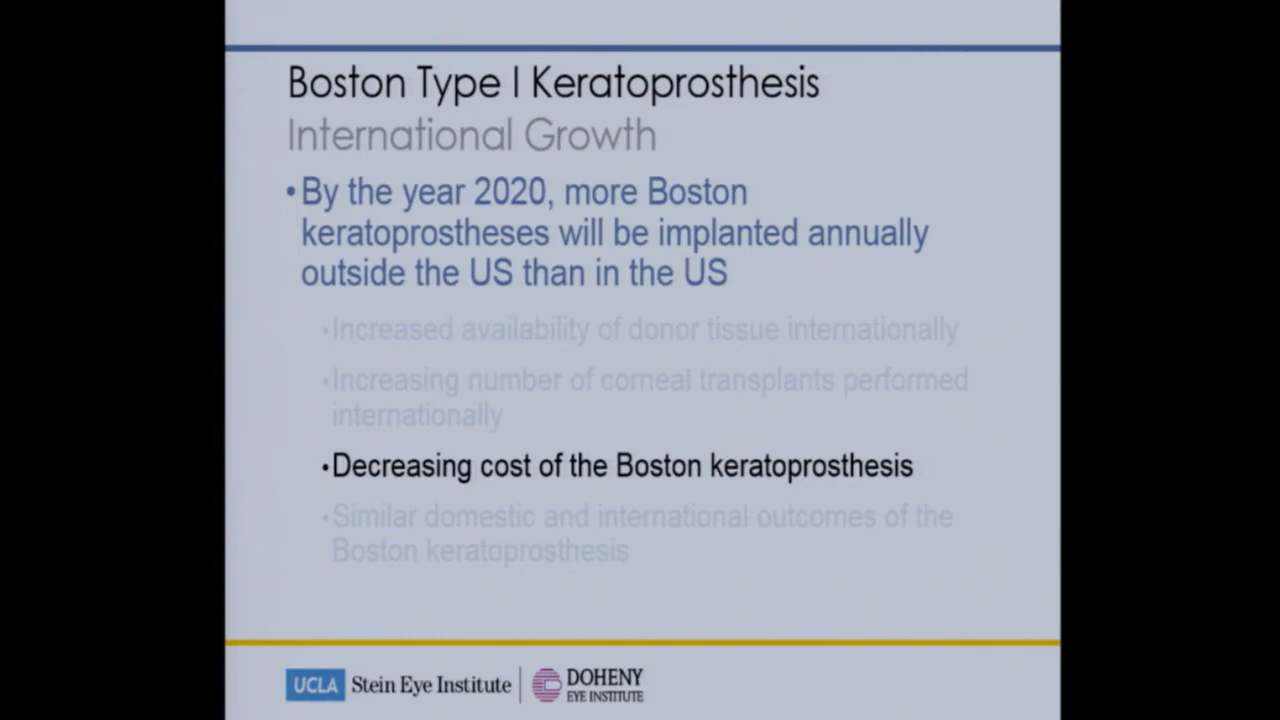 Boston Type I Keratoprosthesis
International Growth
• By the year 2020, more Boston
keratoprostheses will be implanted annually
outside the US than in the US
• Increased availability of donor tissue internationally
• Increasing number of corneal transplants performed
internationally
• Decreasing cost of the Boston keratoprosthesis
• Similar domestic and international outcomes of the
Boston keratoprosthesis
UCLA Stein Eye Institute | DOHENY
EYE INSTITUTE